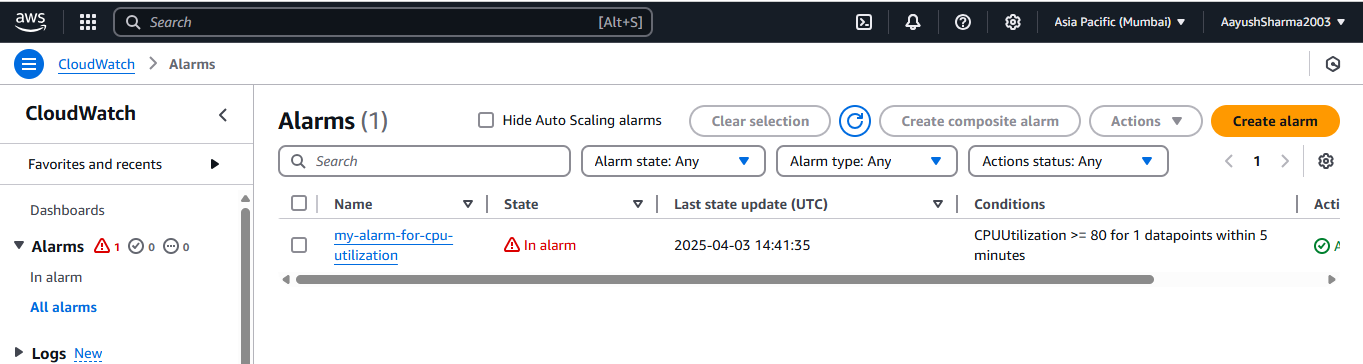 aws Search [Alt+S] Asia Pacific (Mumbai) AayushSharma2003
CloudWatch Alarms
CloudWatch
Favorites and recents
Dashboards
Alarms 1 0 0
In alarm
All alarms
Logs New
Alarms (1) Hide Auto Scaling alarms Clear selection Create composite alarm Actions Create alarm
Search Alarm state: Any Alarm type: Any Actions status: Any 1
Name State Last state update (UTC) Conditions Acti
my-alarm-for-cpu-
utilization
In alarm
2025-04-03 14:41:35
CPUUtilization >= 80 for 1 datapoints within 5
minutes